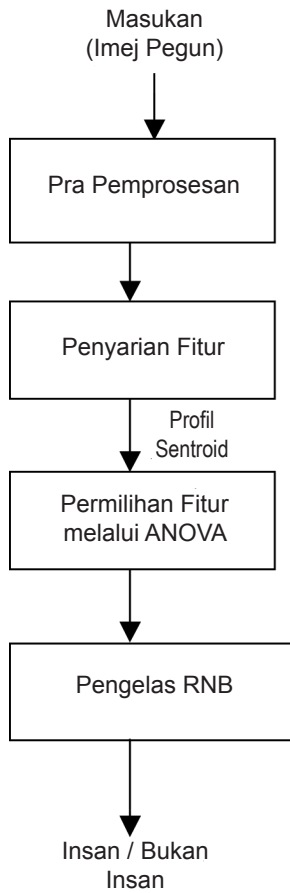 Masukan
(Imej Pegun)
Pra Pemprosesan
Penyarian Fitur
Profil
Sentroid
Permilihan Fitur
melalui ANOVA
Pengelas RNB
Insan / Bukan
Insan